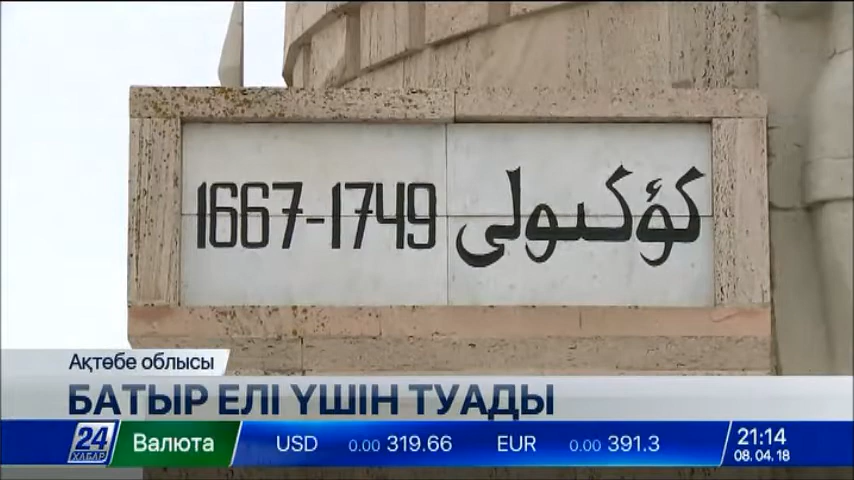 1667-1749 كؤكىولى
Ақтөбе облысы
БАТЫР ЕЛІ ҮШІН ТУАДЫ
24 ХАБАР Валюта USD 0.00 319.66 EUR 0.00 391.3 21:14
08.04.18